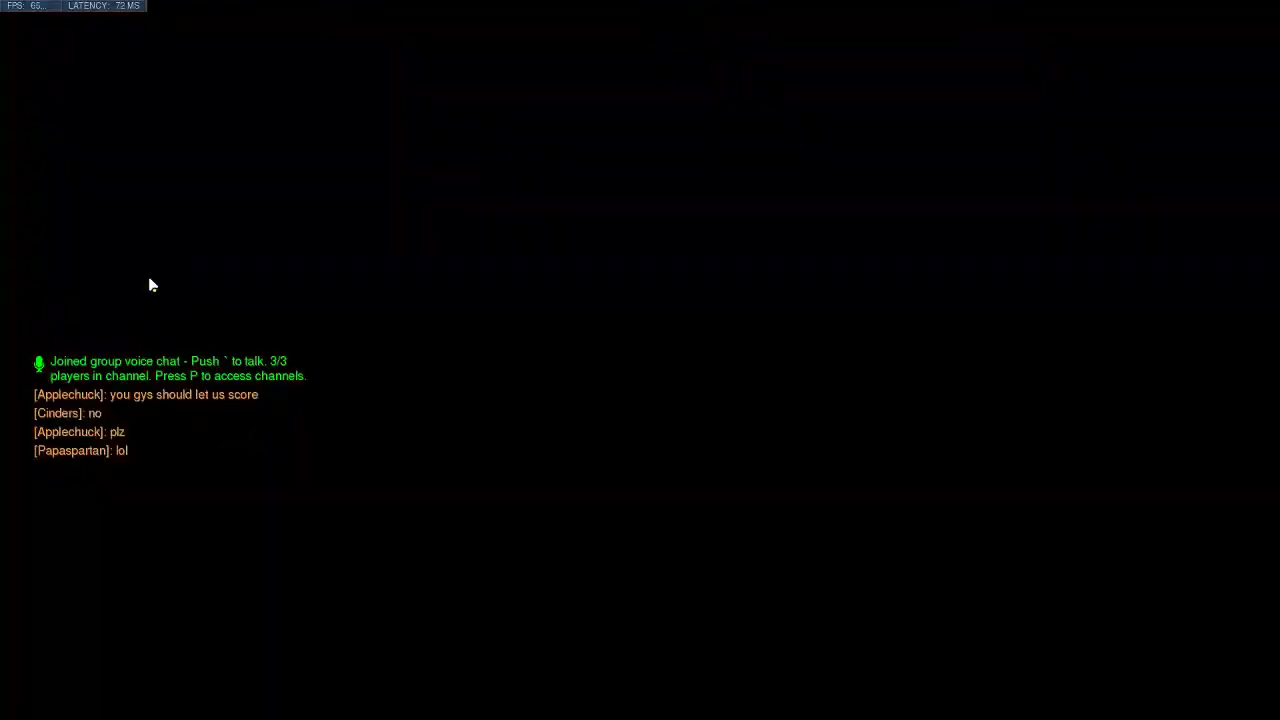 FPS: 65... LATENCY: 72 MS
Joined group voice chat - Push ` to talk. 3/3
players in channel. Press P to access channels.
[Applechuck]: you gys should let us score
[Cinders]: no
[Applechuck]: plz
[Papaspartan]: lol